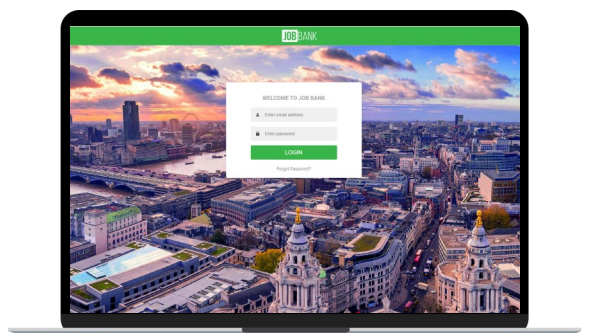 JOBBANK
WELCOME TO JOB BANK
Enter email address
Enter password
LOGIN
Forgot Password?